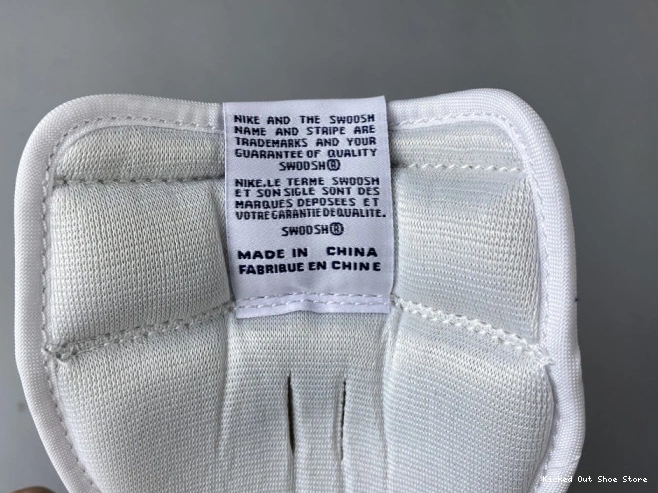 NIKE AND THE SWOOSH
NAME AND STRIPE ARE
TRADEMARKS AND YOUR
GUARANTEE OF QUALITY
SWOOSH®
NIKE.LE TERME SWOOSH
ET SON SIGLE SONT DES
MARQUES DEPOSEES ET
VOTRE GARANTIE DE QUALITE.
SWOOSH®
MADE IN CHINA
FABRIQUE EN CHINE
Kicked Out Shoe Store